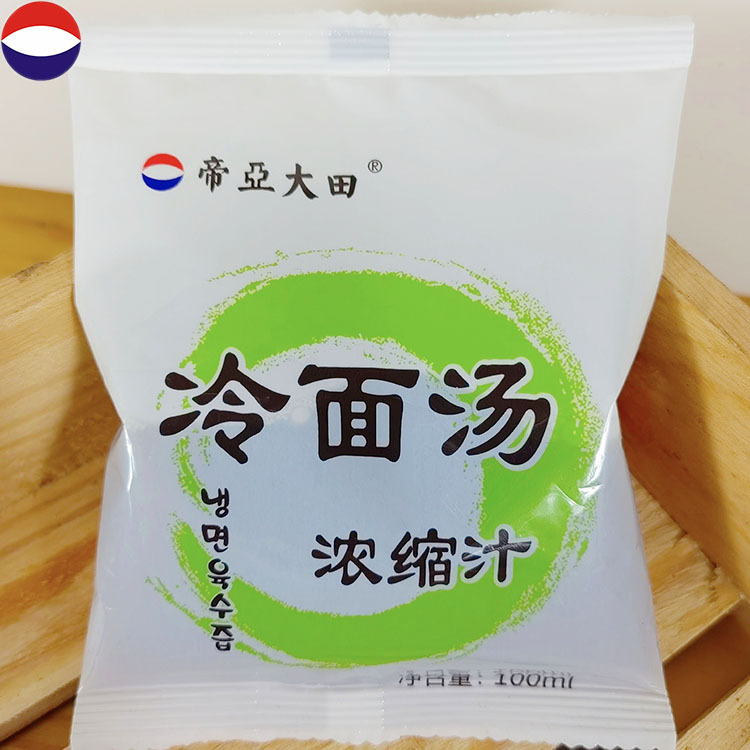 帝亞大田®
冷面汤
浓缩汁
냉면육수즙
净含量:100ml